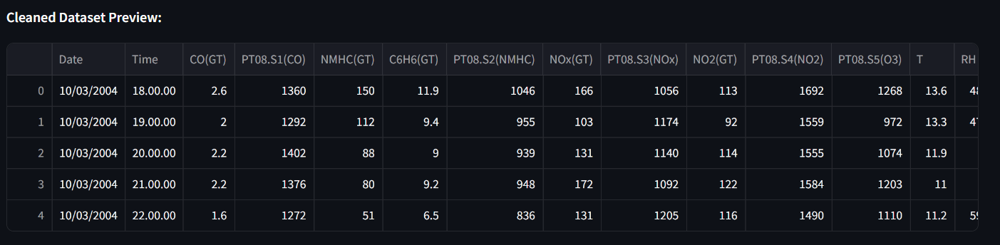 Cleaned Dataset Preview:
Date Time CO(GT) PT08.S1(CO) NMHC(GT) C6H6(GT) PT08.S2(NMHC) NOx(GT) PT08.S3(NOx) NO2(GT) PT08.S4(NO2) PT08.S5(O3) T RH
0 10/03/2004 18.00.00 2.6 1360 150 11.9 1046 166 1056 113 1692 1268 13.6
1 10/03/2004 19.00.00 2 1292 112 9.4 955 103 1174 92 1559 972 13.3
2 10/03/2004 20.00.00 2.2 1402 88 9 939 131 1140 114 1555 1074 11.9
3 10/03/2004 21.00.00 2.2 1376 80 9.2 948 172 1092 122 1584 1203 11
4 10/03/2004 22.00.00 1.6 1272 51 6.5 836 131 1205 116 1490 1110 11.2